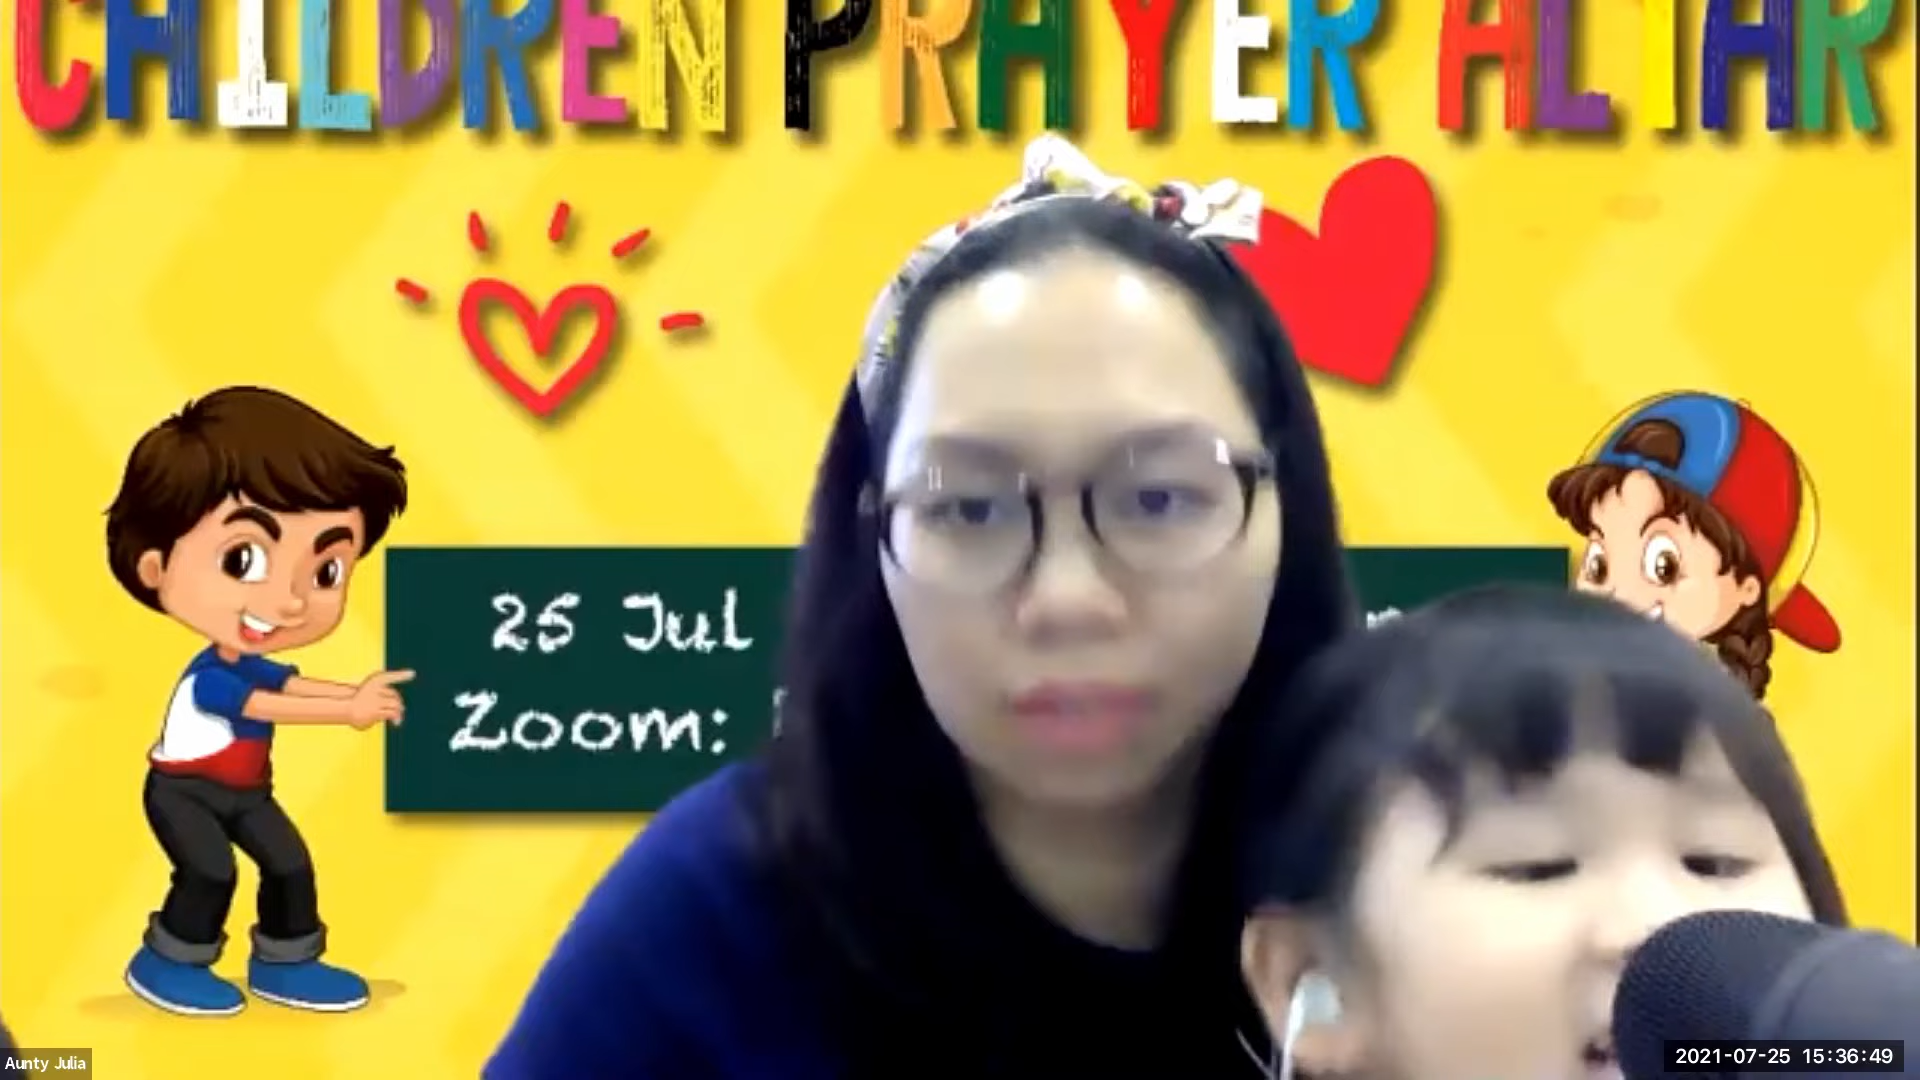 CHILDREN PRAYER ALTAR
25 Jul
Zoom:
Aunty Julia
2021-07-25 15:36:49